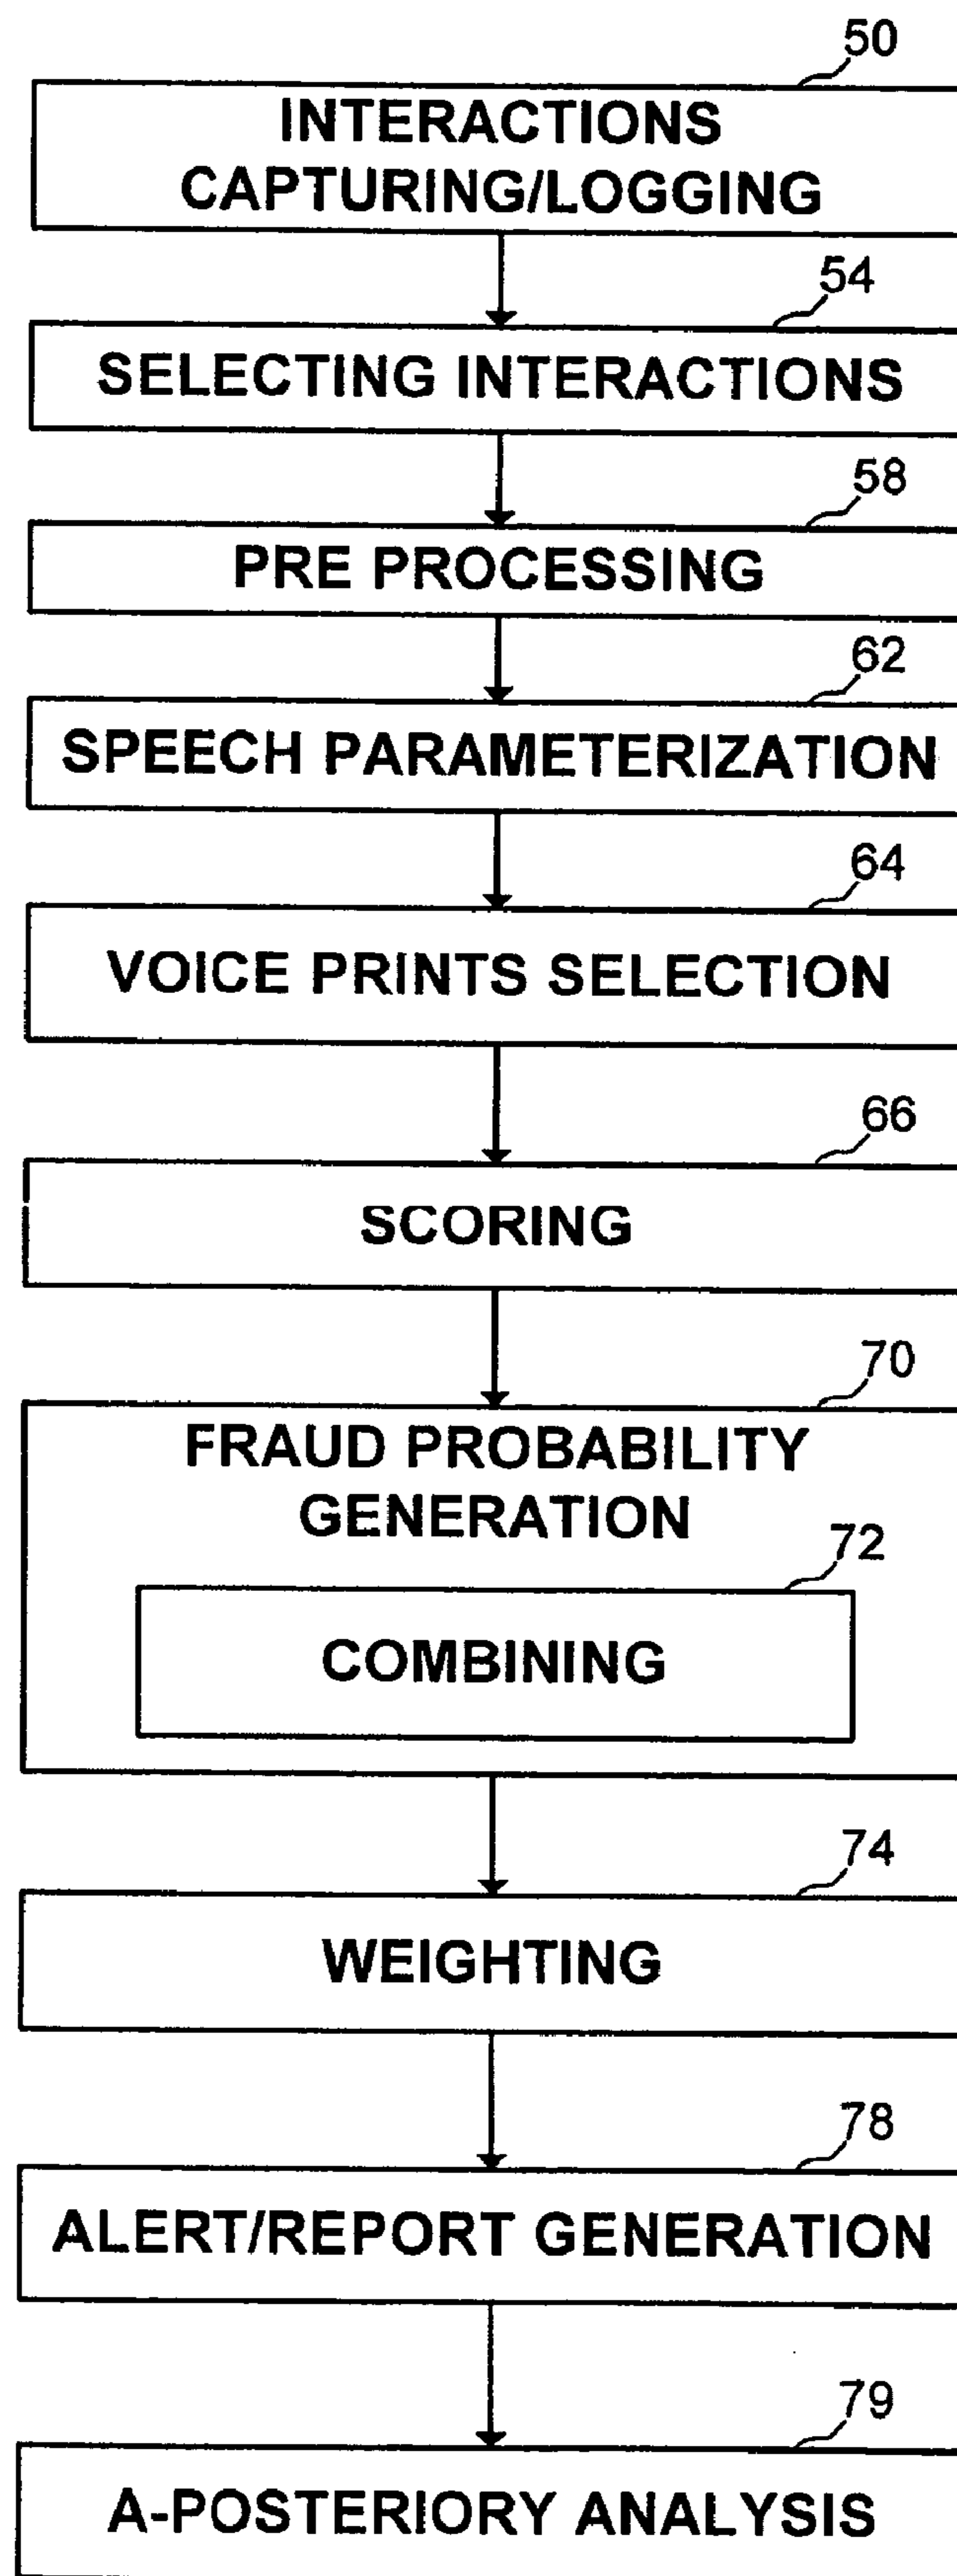 50
INTERACTIONS
CAPTURING/LOGGING
54
SELECTING INTERACTIONS
58
PRE PROCESSING
62
SPEECH PARAMETERIZATION
64
VOICE PRINTS SELECTION
66
SCORING
70
FRAUD PROBABILITY
GENERATION
72
COMBINING
74
WEIGHTING
78
ALERT/REPORT GENERATION
79
A-POSTERIORY ANALYSIS